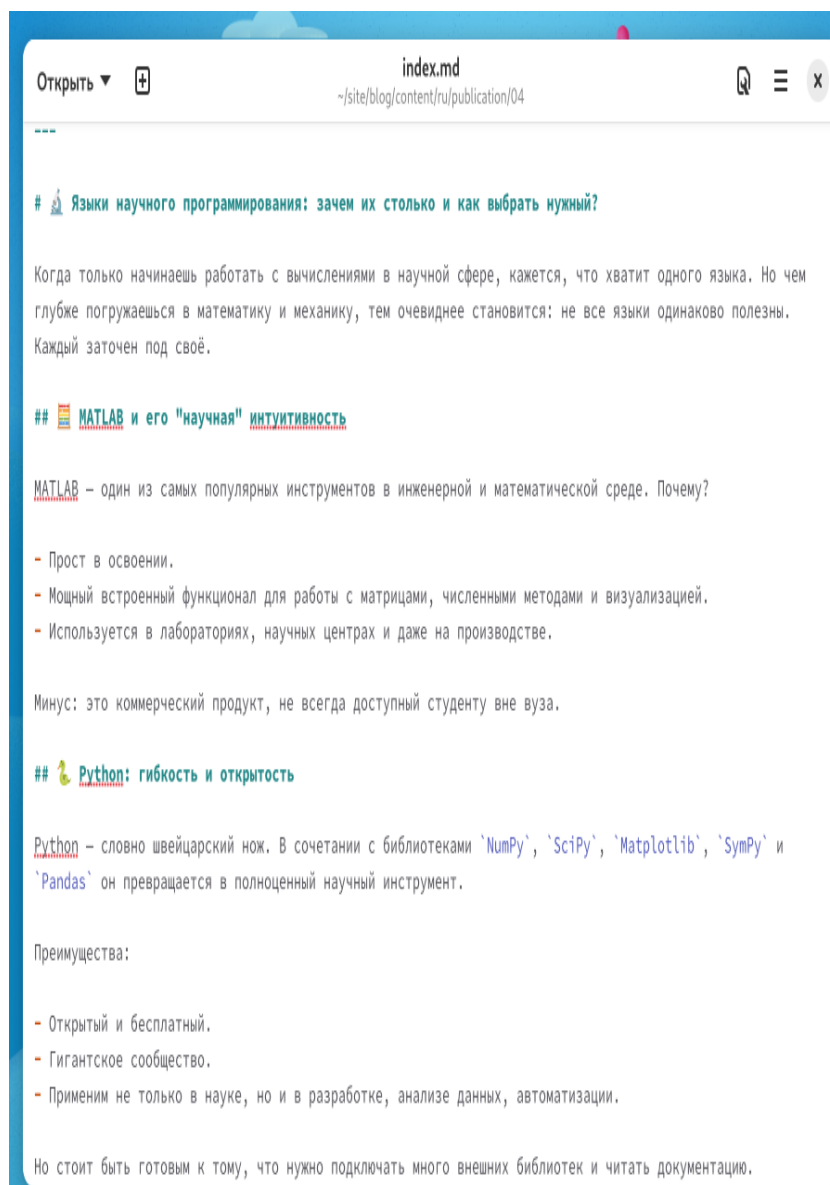 Открыть ▼
index.md
~/site/blog/content/ru/publication/04
---
# 🔬 Языки научного программирования: зачем их столько и как выбрать нужный?
Когда только начинаешь работать с вычислениями в научной сфере, кажется, что хватит одного языка. Но чем
глубже погружаешься в математику и механику, тем очевиднее становится: не все языки одинаково полезны.
Каждый заточен под своё.
## 🧮 MATLAB и его "научная" интуитивность
MATLAB — один из самых популярных инструментов в инженерной и математической среде. Почему?
- Прост в освоении.
- Мощный встроенный функционал для работы с матрицами, численными методами и визуализацией.
- Используется в лабораториях, научных центрах и даже на производстве.
Минус: это коммерческий продукт, не всегда доступный студенту вне вуза.
## 🐍 Python: гибкость и открытость
Python — словно швейцарский нож. В сочетании с библиотеками `NumPy`, `SciPy`, `Matplotlib`, `SymPy` и
`Pandas` он превращается в полноценный научный инструмент.
Преимущества:
- Открытый и бесплатный.
- Гигантское сообщество.
- Применим не только в науке, но и в разработке, анализе данных, автоматизации.
Но стоит быть готовым к тому, что нужно подключать много внешних библиотек и читать документацию.